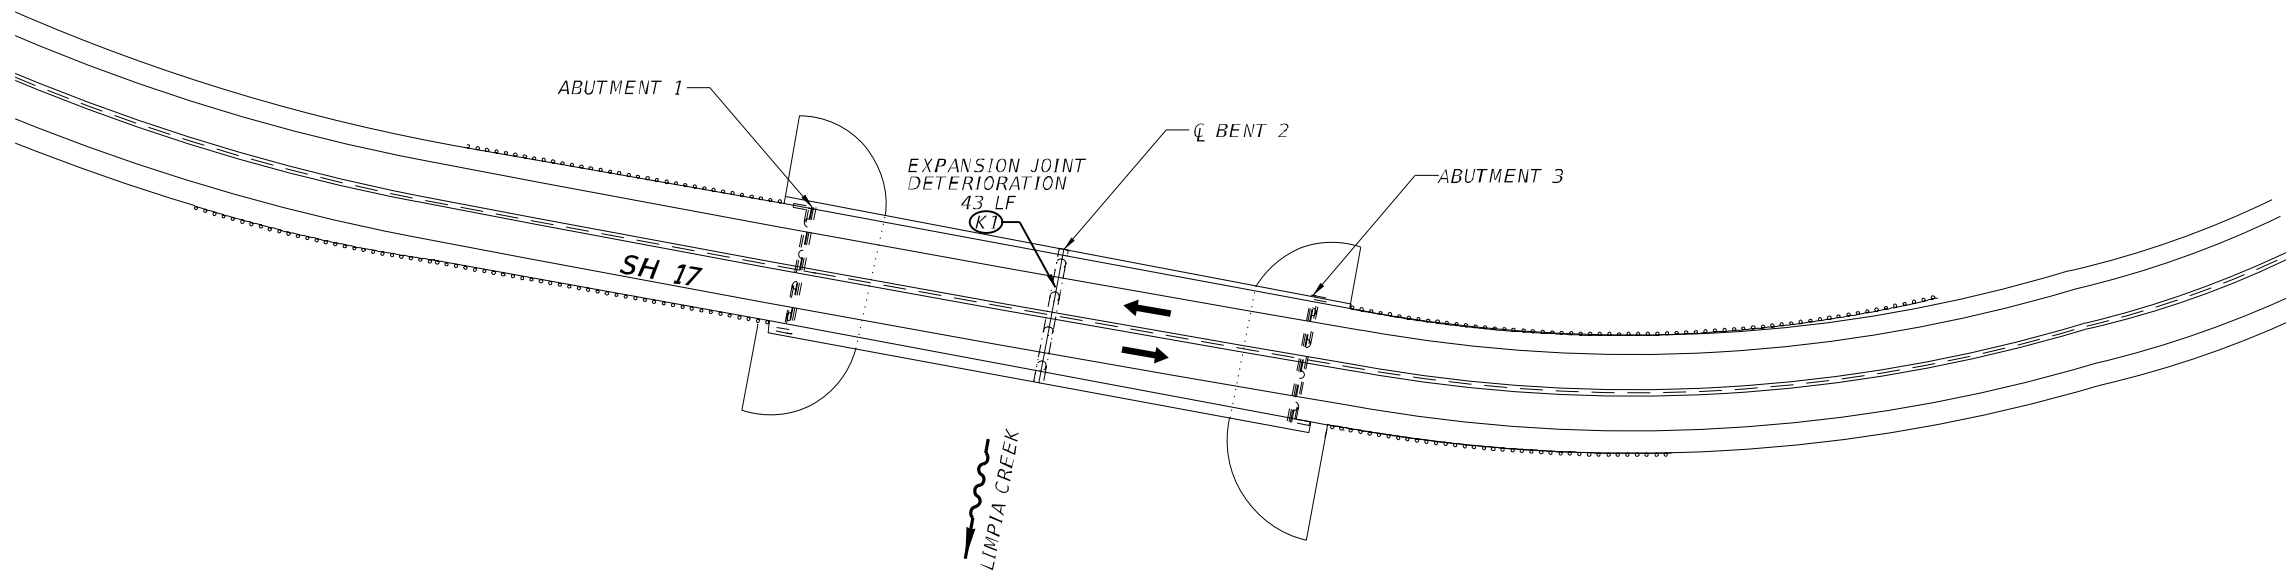 ABUTMENT 1
℄ BENT 2
EXPANSION JOINT
DETERIORATION
43 LF
K1
ABUTMENT 3
SH 17
LIMPIA CREEK